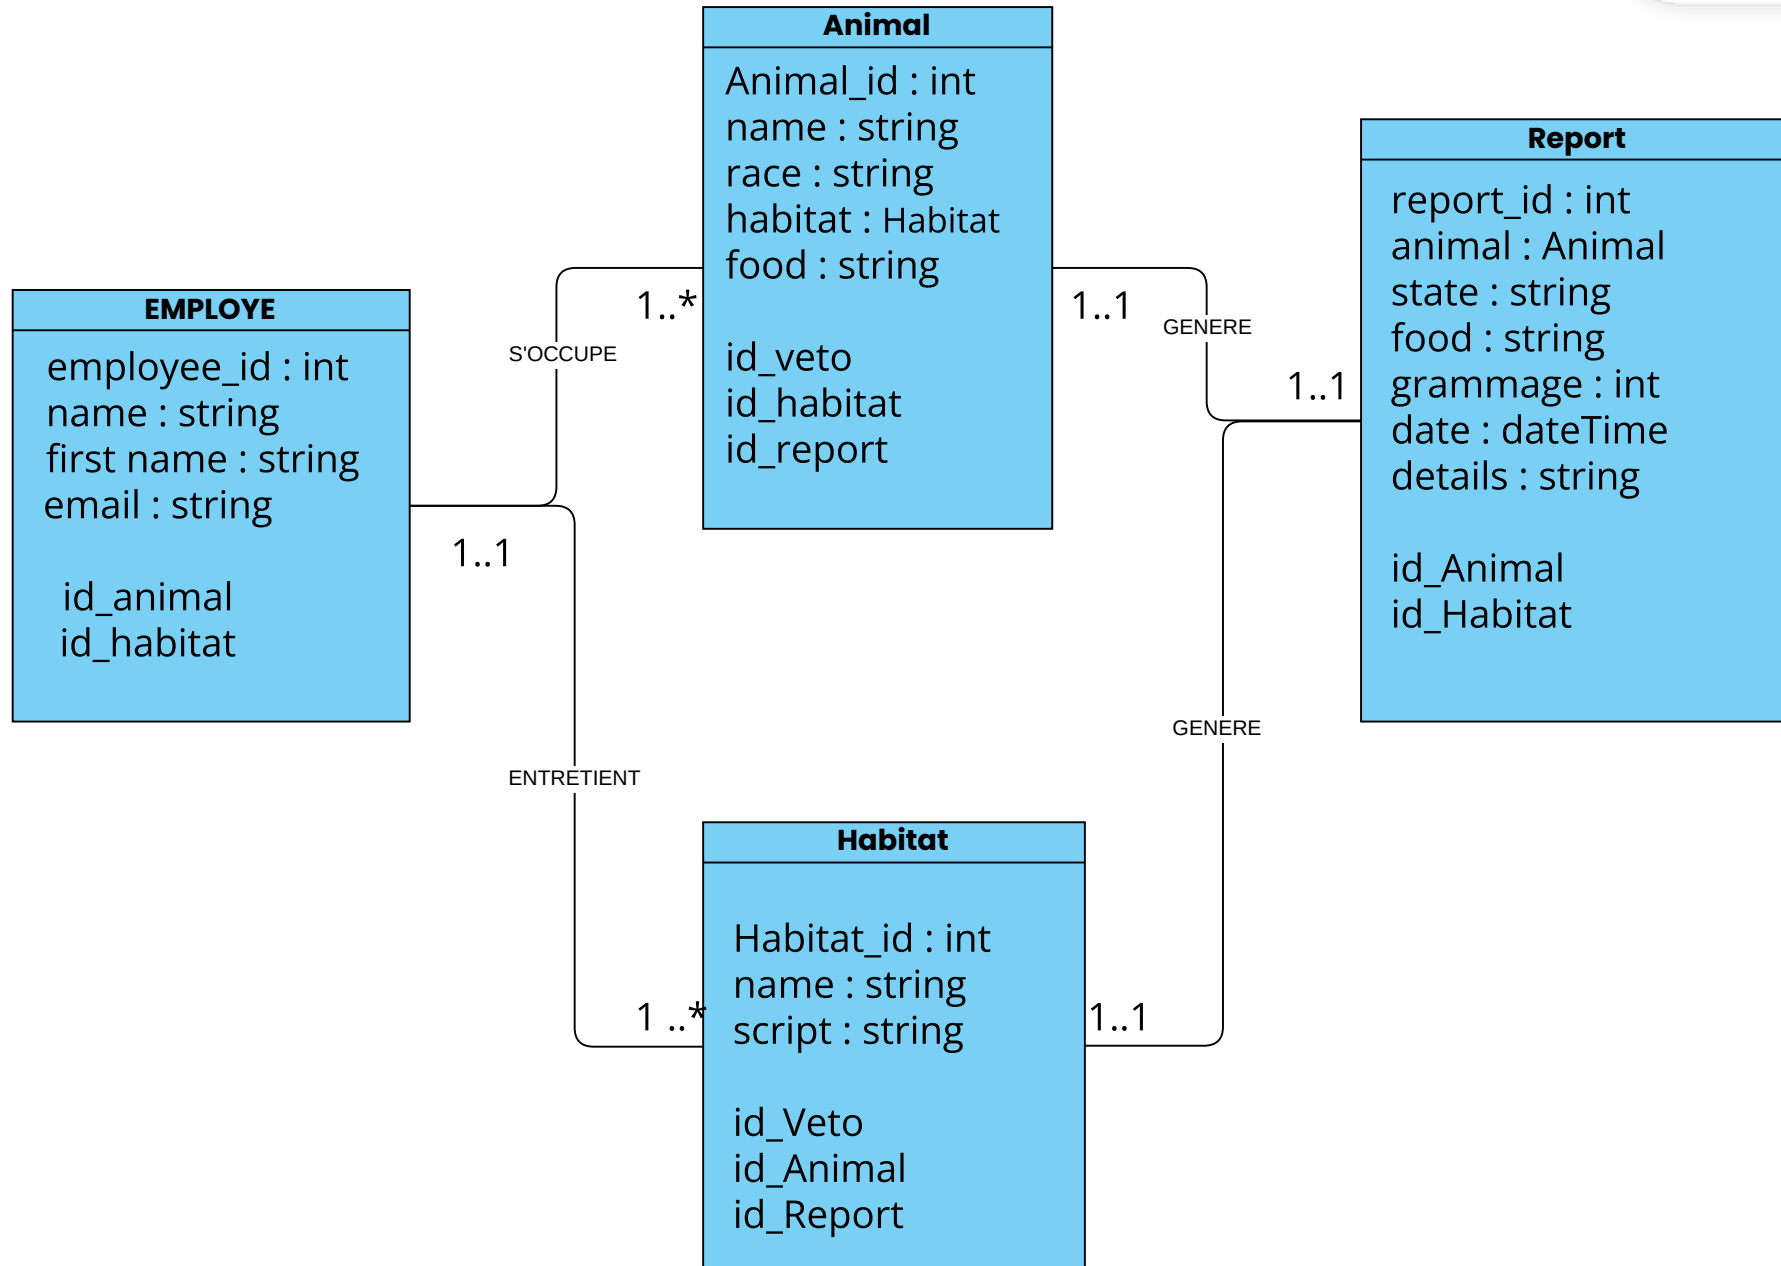 Animal
Animal_id : int
name : string
race : string
habitat : Habitat
food : string
id_veto
id_habitat
id_report
Report
report_id : int
animal : Animal
state : string
food : string
grammage : int
date : dateTime
details : string
id_Animal
id_Habitat
EMPLOYE
employee_id : int
name : string
first name : string
email : string
id_animal
id_habitat
1..*
S'OCCUPE
1..1
1..1
GENERE
1..1
ENTRETIENT
GENERE
1 ..*
1..1
Habitat
Habitat_id : int
name : string
script : string
id_Veto
id_Animal
id_Report